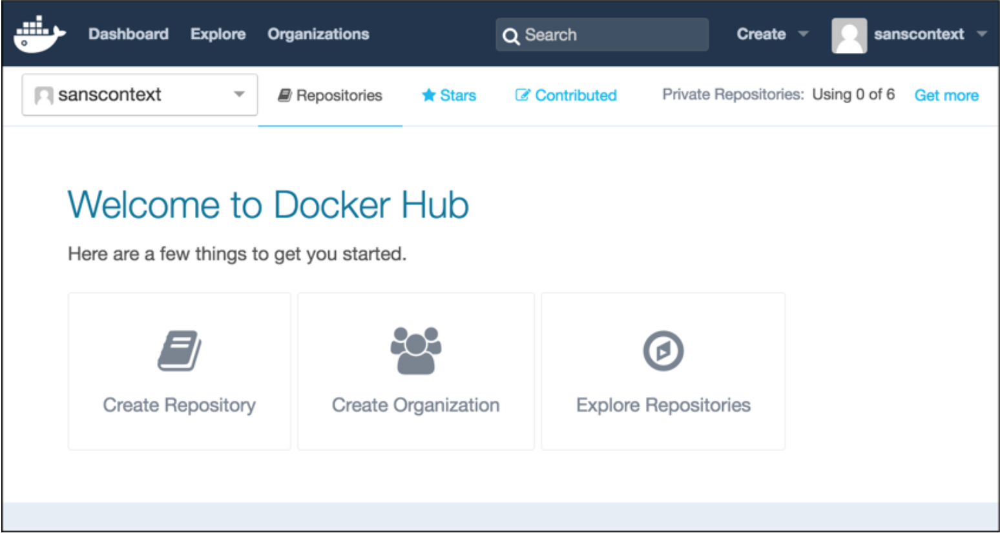 Dashboard Explore Organizations Search Create sanscontext
sanscontext Repositories Stars Contributed Private Repositories: Using 0 of 6 Get more
Welcome to Docker Hub
Here are a few things to get you started.
Create Repository Create Organization Explore Repositories